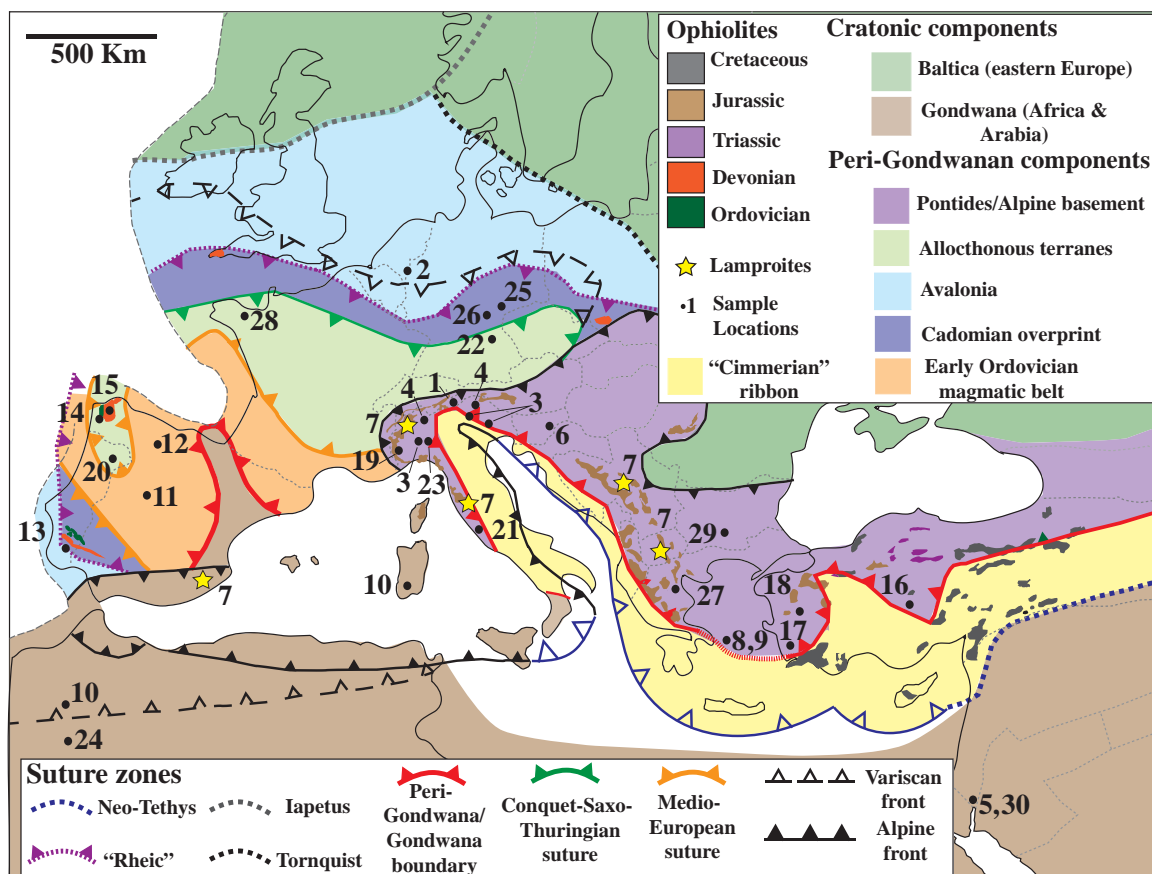 500 Km
Ophiolites
Cretaceous
Jurassic
Triassic
Devonian
Ordovician
Lamproites
•1 Sample
Locations
“Cimmerian”
ribbon
Cratonic components
Baltica (eastern Europe)
Gondwana (Africa &
Arabia)
Peri-Gondwanan components
Pontides/Alpine basement
Allocthonous terranes
Avalonia
Cadomian overprint
Early Ordovician
magmatic belt
2
25
26
28
22
15
14
4
1
4
3
7
12
6
20
19
3
23
7
11
7
7
29
13
21
10
7
27
18
16
8,9
17
10
24
5,30
Suture zones
Neo-Tethys
“Rheic”
Iapetus
Tornquist
Peri-
Gondwana/
Gondwana
boundary
Conquet-Saxo-
Thuringian
suture
Medio-
European
suture
Variscan
front
Alpine
front